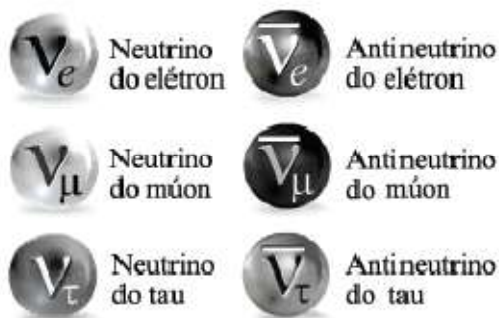 νe Neutrino do elétron
ν̅e Antineutrino do elétron
νμ Neutrino do múon
ν̅μ Antineutrino do múon
ντ Neutrino do tau
ν̅τ Antineutrino do tau